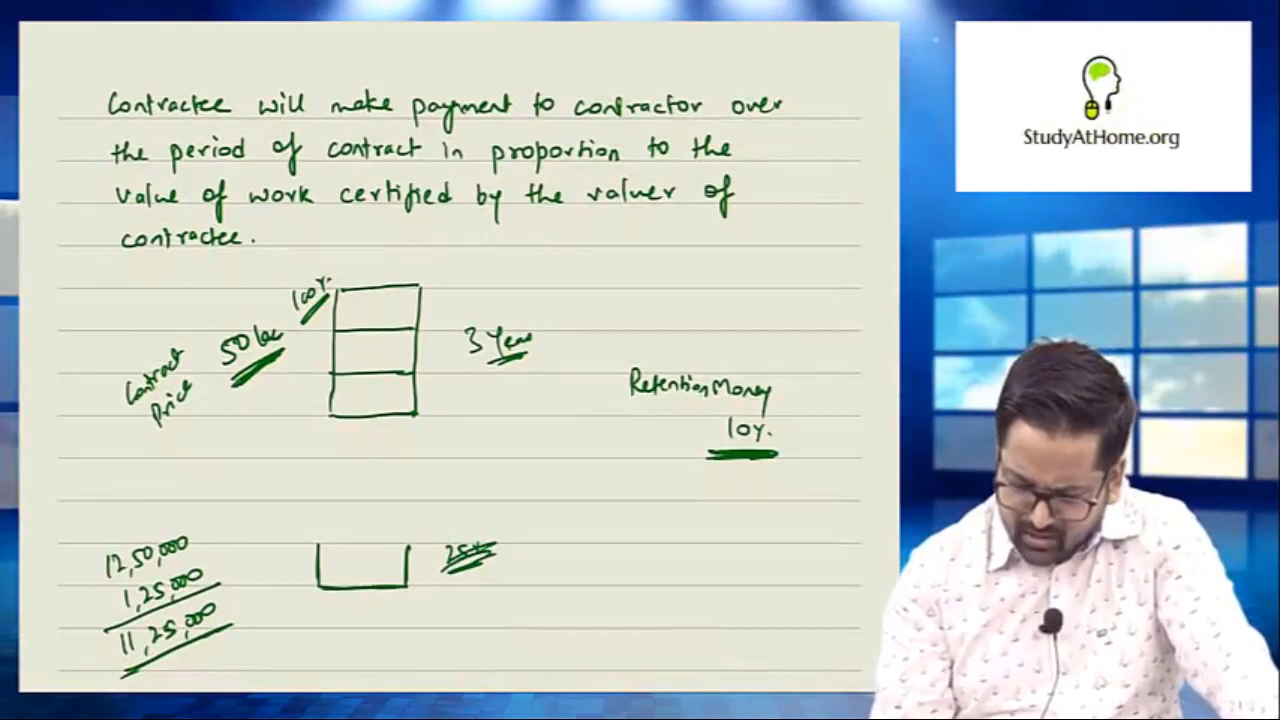 Contractee will make payment to contractor over
the period of contract in proportion to the
value of work certified by the valuer of
contractee.
100%
50 lac
Contract
Price
3 Year
Retention Money
10%.
12,50,000
1,25,000
11,25,000
25%
StudyAtHome.org